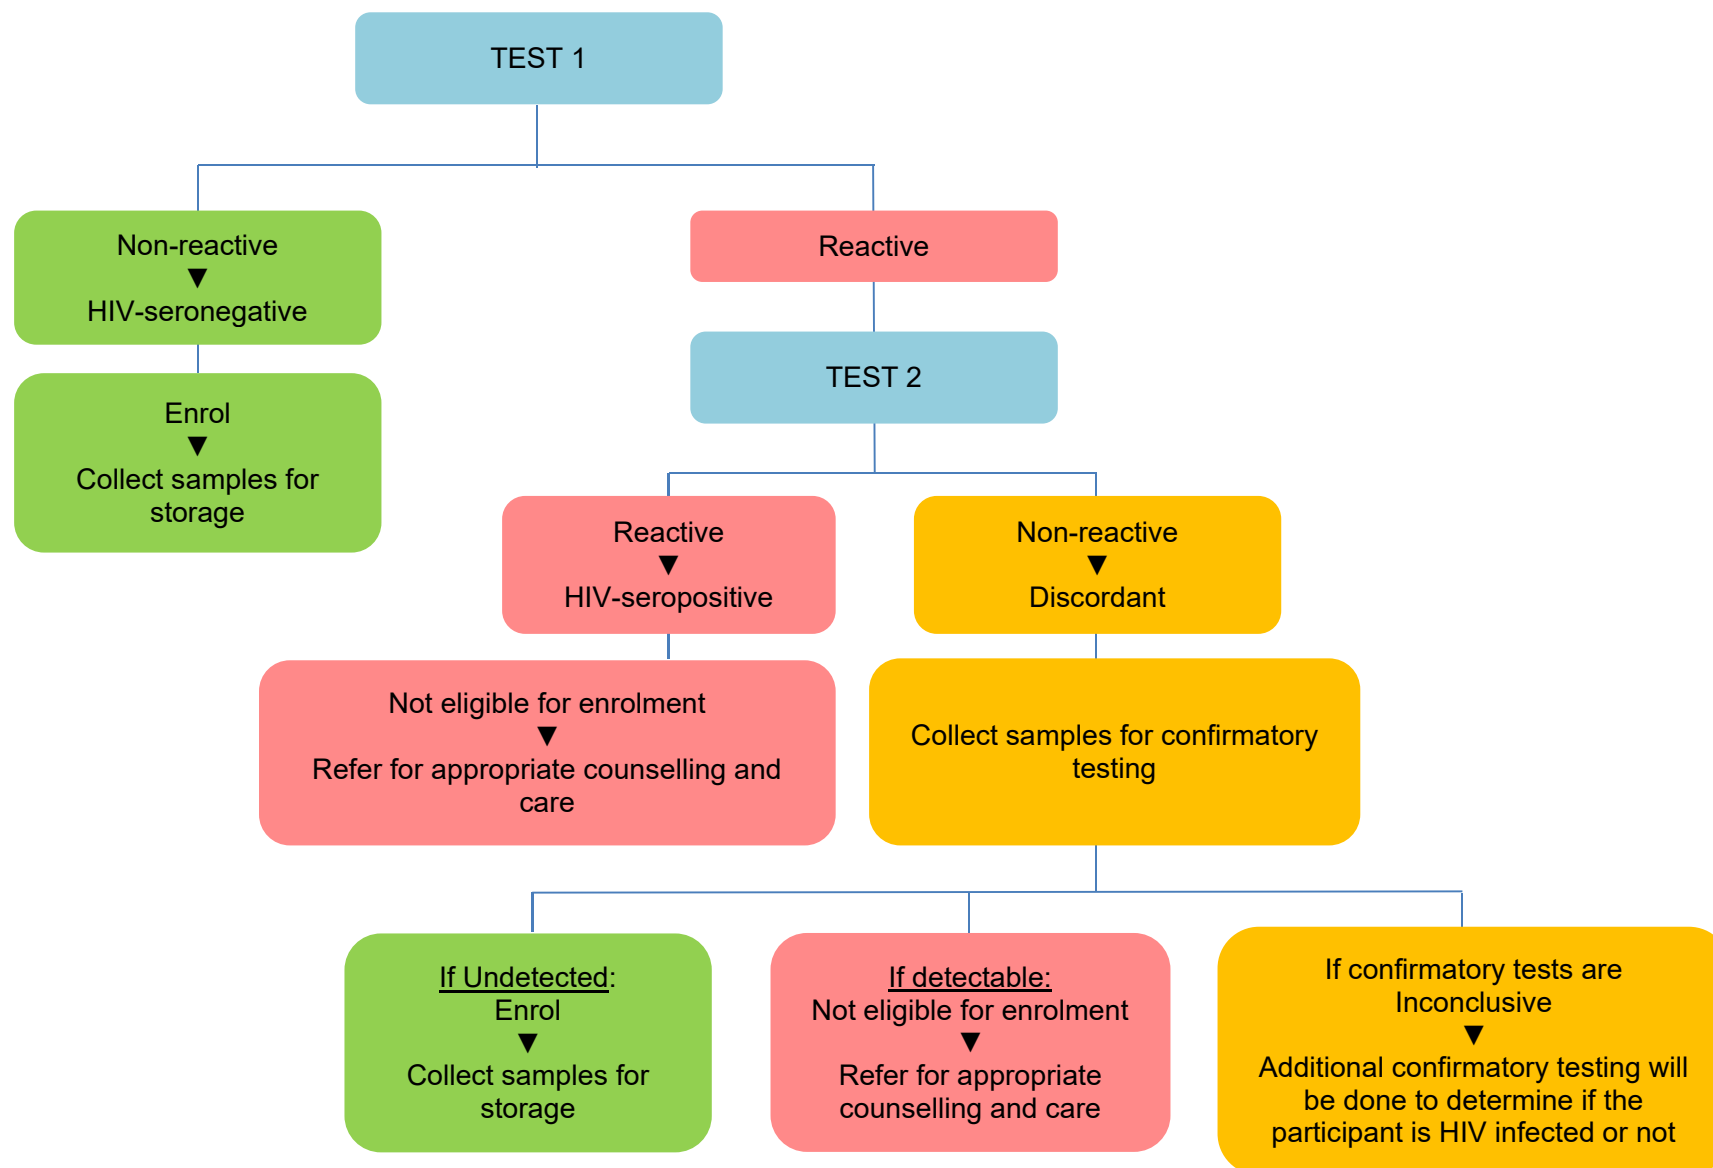 TEST 1
Non-reactive
▼
HIV-seronegative
Reactive
Enrol
▼
Collect samples for
storage
TEST 2
Reactive
▼
HIV-seropositive
Non-reactive
▼
Discordant
Not eligible for enrolment
▼
Refer for appropriate counselling and
care
Collect samples for confirmatory
testing
If Undetected:
Enrol
▼
Collect samples for
storage
If detectable:
Not eligible for enrolment
▼
Refer for appropriate
counselling and care
If confirmatory tests are
Inconclusive
▼
Additional confirmatory testing will
be done to determine if the
participant is HIV infected or not